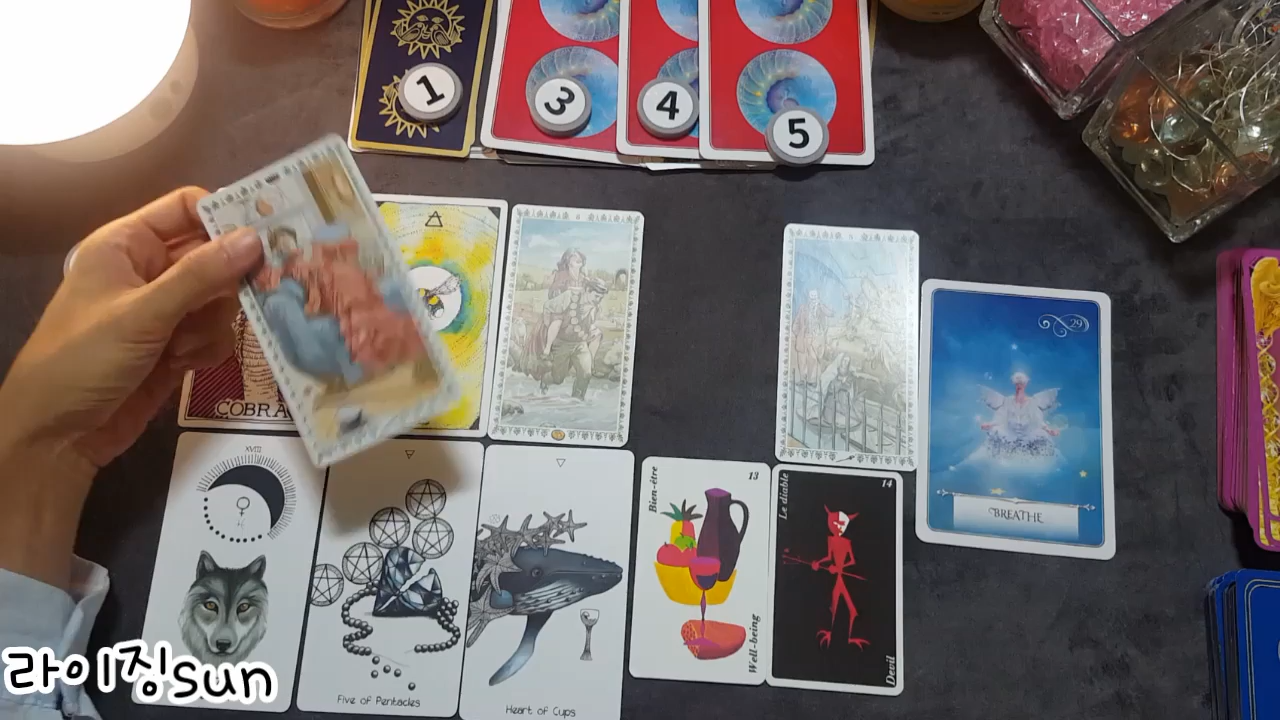 1
3
4
5
COBRA
29
BREATHE
XVIII
Five of Pentacles
Heart of Cups
Bien-être
13
Well-being
Le diable
14
Devil
라이징sun